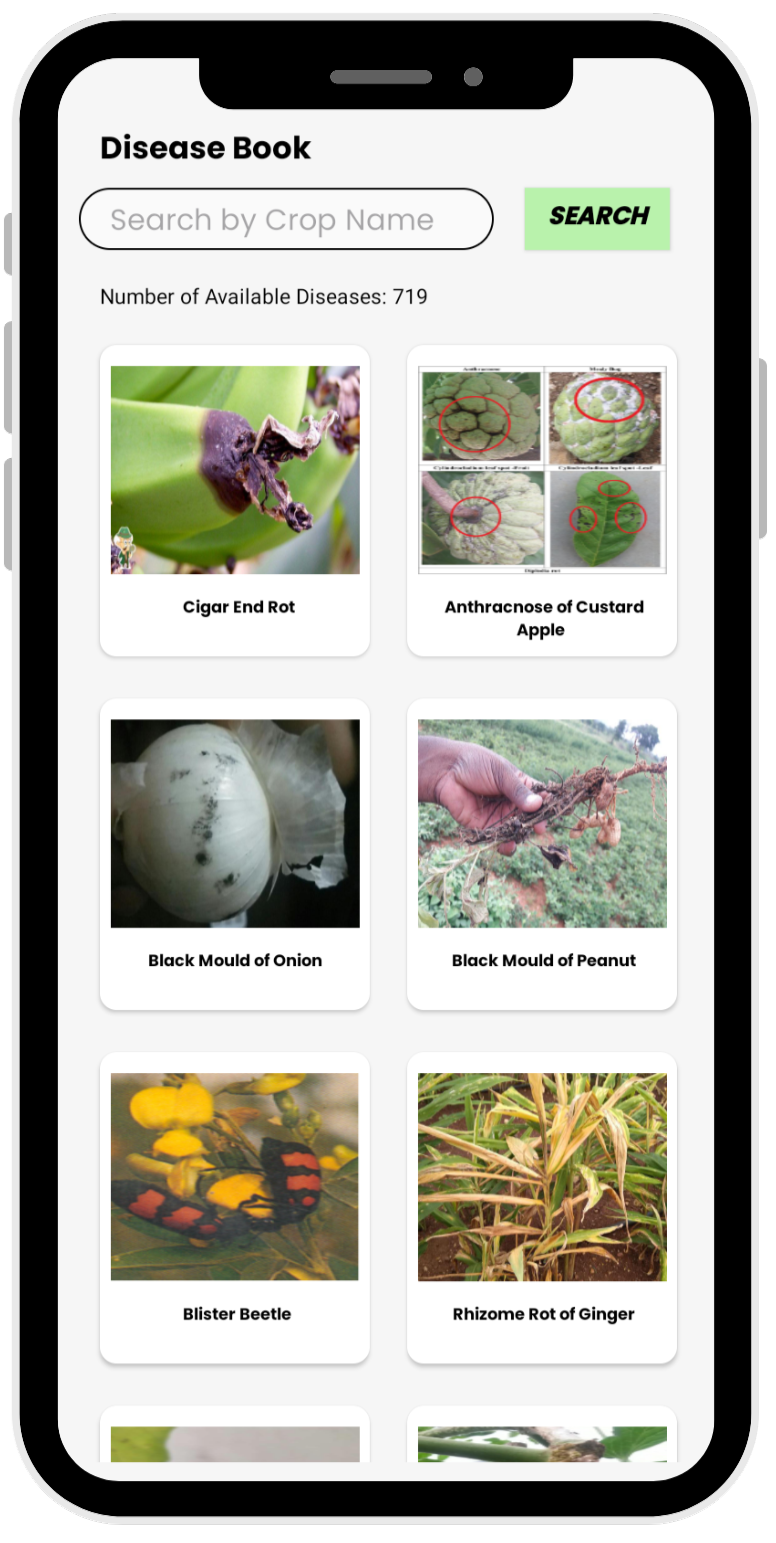 Disease Book
Search by Crop Name
SEARCH
Number of Available Diseases: 719
Anthracnose
Mealy Bug
Cylindrocladium leaf spot -Fruit
Cylindrocladium leaf spot -Leaf
Diplodia rot
Cigar End Rot
Anthracnose of Custard
Apple
Black Mould of Onion
Black Mould of Peanut
Blister Beetle
Rhizome Rot of Ginger